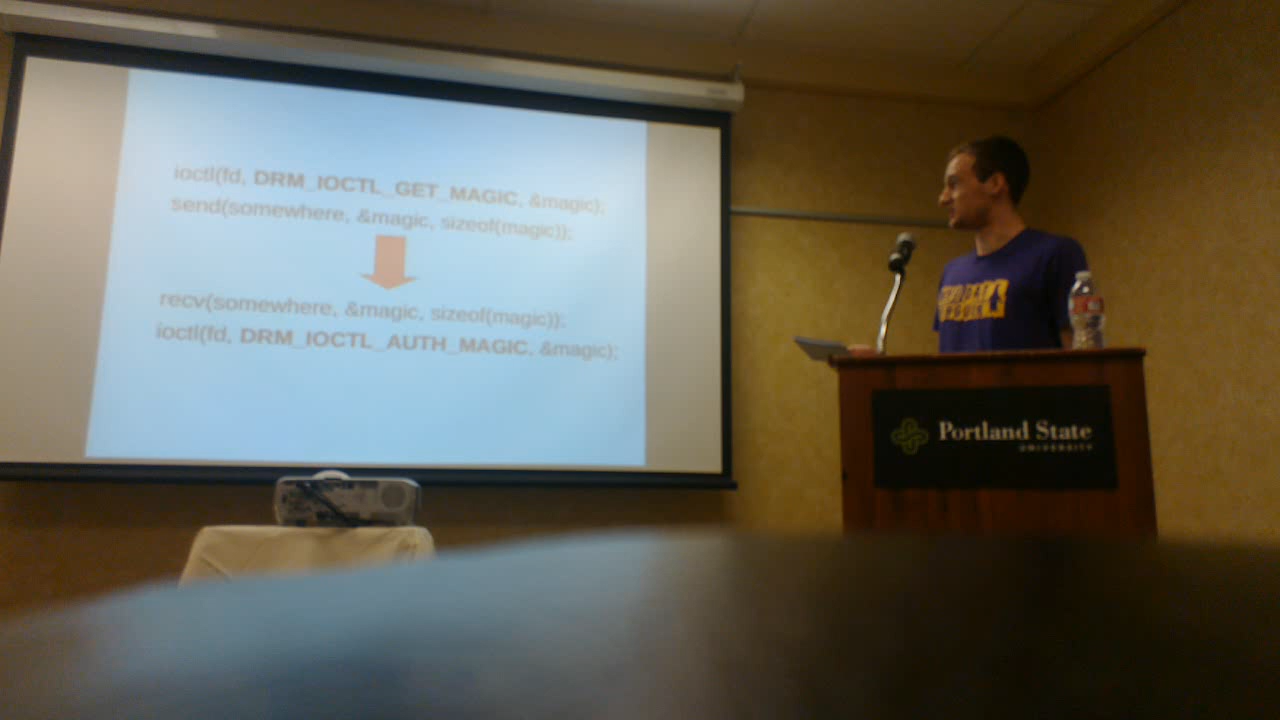 ioctl(fd, DRM_IOCTL_GET_MAGIC, &magic);
send(somewhere, &magic, sizeof(magic));
recv(somewhere, &magic, sizeof(magic));
ioctl(fd, DRM_IOCTL_AUTH_MAGIC, &magic);
Portland State
UNIVERSITY